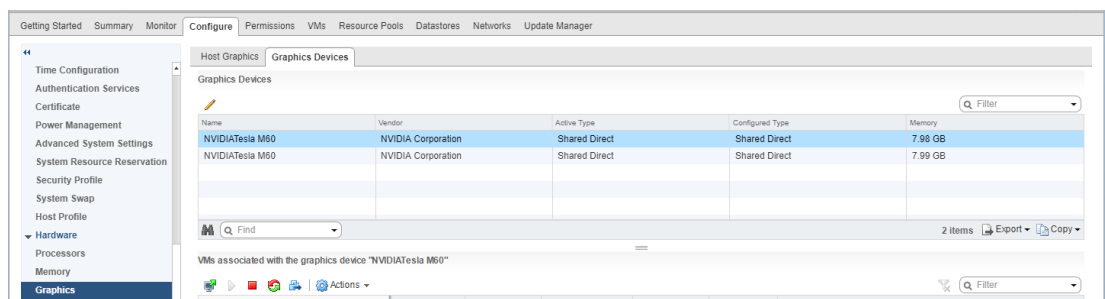 Getting Started Summary Monitor Configure Permissions VMs Resource Pools Datastores Networks Update Manager
Time Configuration
Authentication Services
Certificate
Power Management
Advanced System Settings
System Resource Reservation
Security Profile
System Swap
Host Profile
Hardware
Processors
Memory
Graphics
Host Graphics Graphics Devices
Graphics Devices
Filter
Name Vendor Active Type Configured Type Memory
NVIDIATesla M60 NVIDIA Corporation Shared Direct Shared Direct 7.98 GB
NVIDIATesla M60 NVIDIA Corporation Shared Direct Shared Direct 7.99 GB
Find 2 items Export Copy
VMs associated with the graphics device "NVIDIATesla M60"
Actions Filter